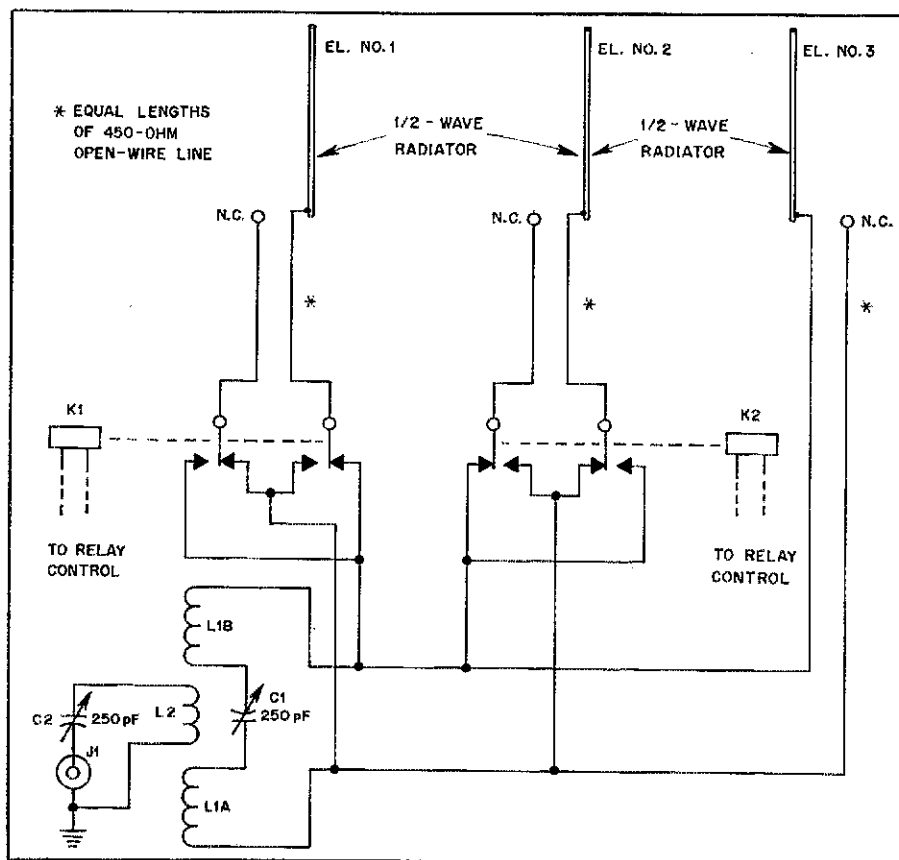 EL. NO.1
EL. NO. 2
EL. NO.3
* EQUAL LENGTHS
OF 450-OHM
OPEN-WIRE LINE
1/2 - WAVE
RADIATOR
1/2 - WAVE
RADIATOR
N.C.
N.C.
N.C.
*
*
*
K1
K2
TO RELAY
CONTROL
TO RELAY
CONTROL
L1B
C2
250 pF
L2
C1
250 pF
J1
L1A